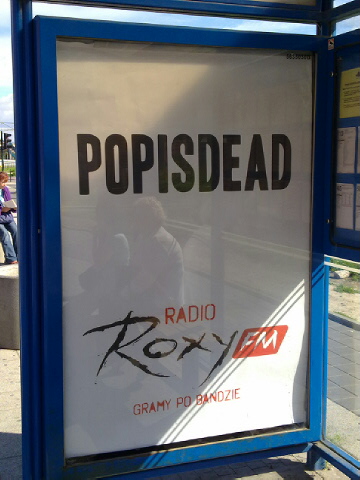 POPISDEAD
RADIO
ROXY FM
GRAMY PO BANDZIE